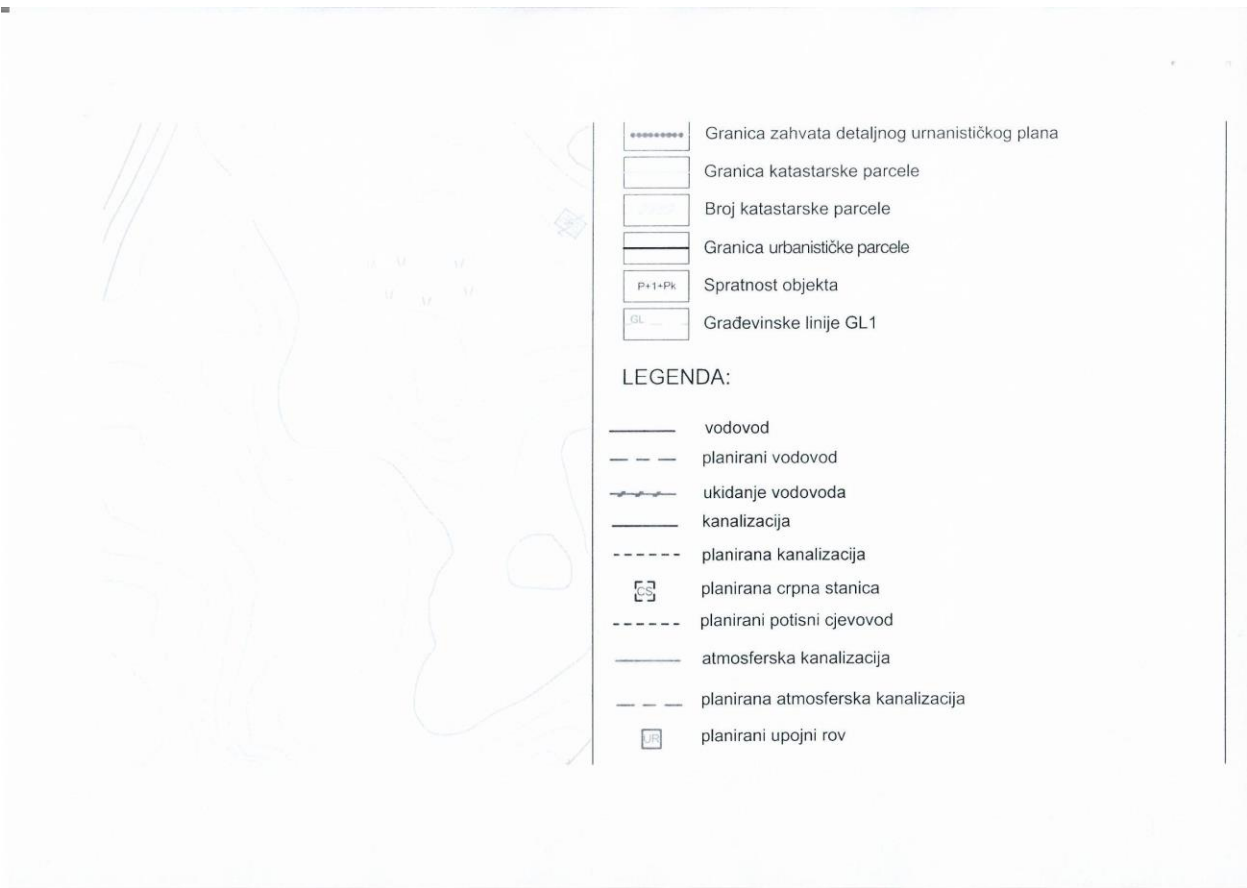 Granica zahvata detaljnog urnanističkog plana
Granica katastarske parcele
Broj katastarske parcele
Granica urbanističke parcele
P+1+Pk Spratnost objekta
GL Građevinske linije GL1
LEGENDA:
vodovod
planirani vodovod
ukidanje vodovoda
kanalizacija
planirana kanalizacija
CS planirana crpna stanica
planirani potisni cjevovod
atmosferska kanalizacija
planirana atmosferska kanalizacija
UR planirani upojni rov